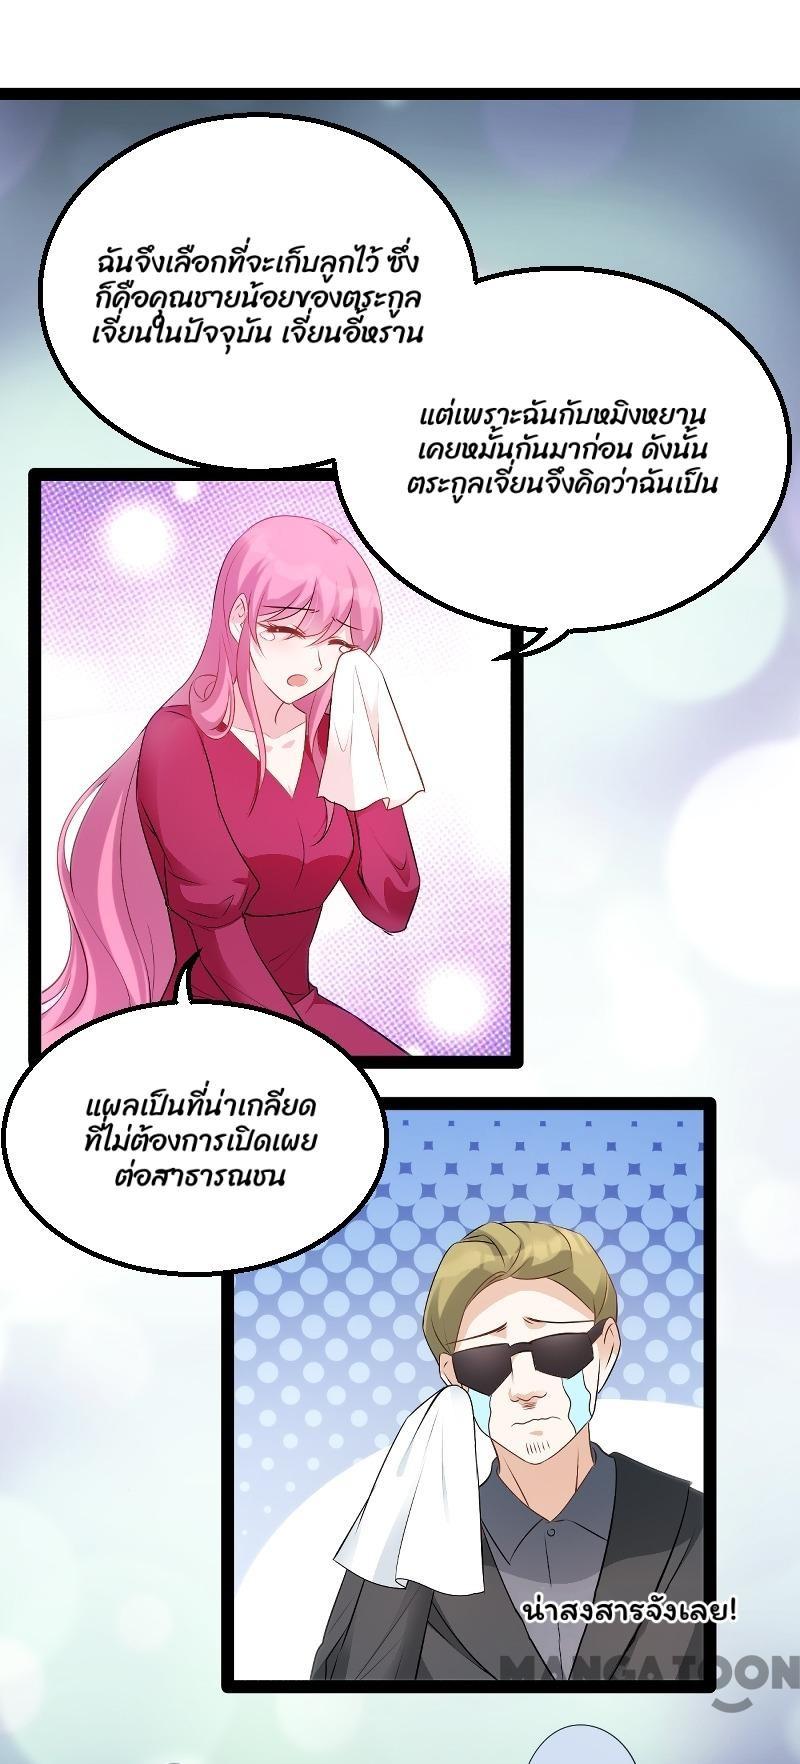 ฉันจึงเลือกที่จะเก็บลูกไว้ ซึ่ง
ก็คือคุณชายน้อยของตระกูล
เจี่ยนในปัจจุบัน เจี่ยนอี้หราน
แต่เพราะฉันกับหมิงหยาน
เคยหมั้นกันมาก่อน ดังนั้น
ตระกูลเจี่ยนจึงคิดว่าฉันเป็น
แผลเป็นที่น่าเกลียด
ที่ไม่ต้องการเปิดเผย
ต่อสาธารณชน
น่าสงสารจังเลย!
MANGATOON